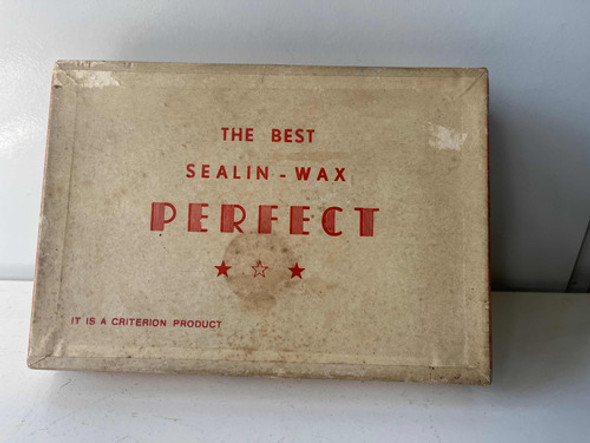 THE BEST
SEALIN - WAX
PERFECT
IT IS A CRITERION PRODUCT